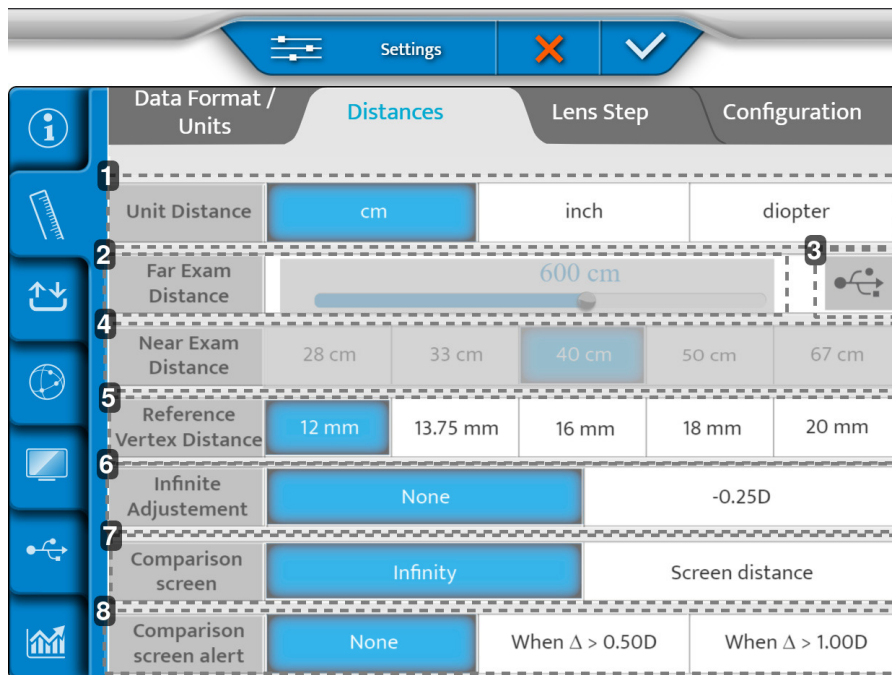 Settings
Data Format /
Units
Distances
Lens Step
Configuration
1
Unit Distance
cm
inch
diopter
2
Far Exam
Distance
600 cm
3
4
Near Exam
Distance
28 cm
33 cm
40 cm
50 cm
67 cm
5
Reference
Vertex Distance
12 mm
13.75 mm
16 mm
18 mm
20 mm
6
Infinite
Adjustement
None
-0.25D
7
Comparison
screen
Infinity
Screen distance
8
Comparison
screen alert
None
When Δ > 0.50D
When Δ > 1.00D